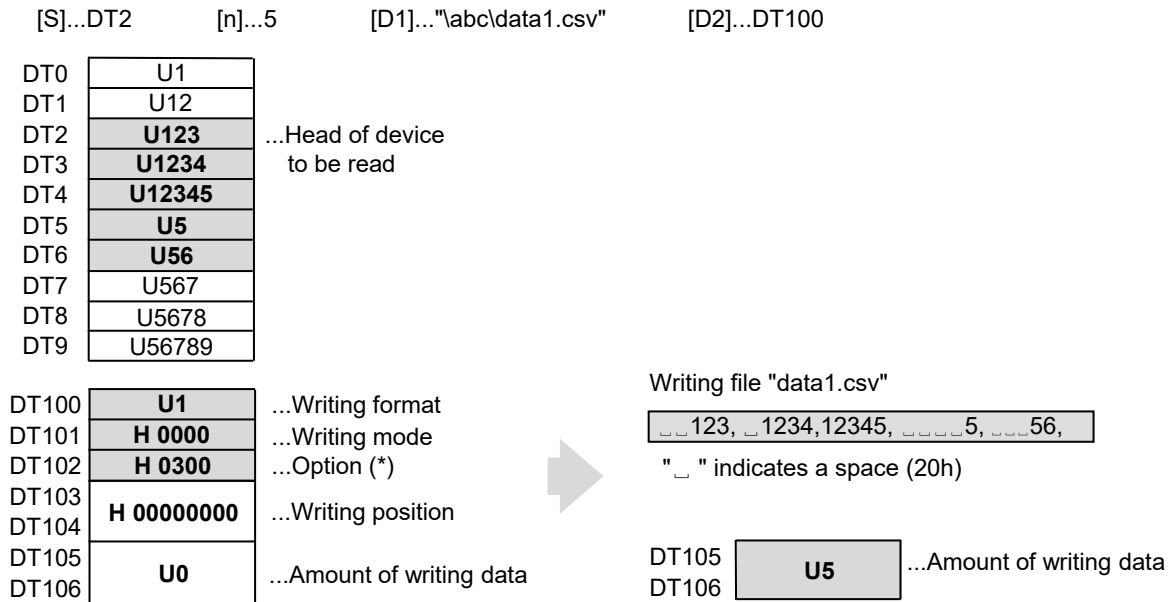 [S]...DT2 [n]...5 [D1]..."\abc\data1.csv" [D2]...DT100
DT0 U1
DT1 U12
DT2 U123 ...Head of device
DT3 U1234 to be read
DT4 U12345
DT5 U5
DT6 U56
DT7 U567
DT8 U5678
DT9 U56789
DT100 U1 ...Writing format
DT101 H 0000 ...Writing mode
DT102 H 0300 ...Option (*)
DT103
DT104
H 00000000 ...Writing position
DT105
DT106
U0 ...Amount of writing data
Writing file "data1.csv"
␣␣123, ␣1234,12345, ␣␣␣␣5, ␣␣␣56,
"␣ " indicates a space (20h)
DT105
DT106
U5 ...Amount of writing data